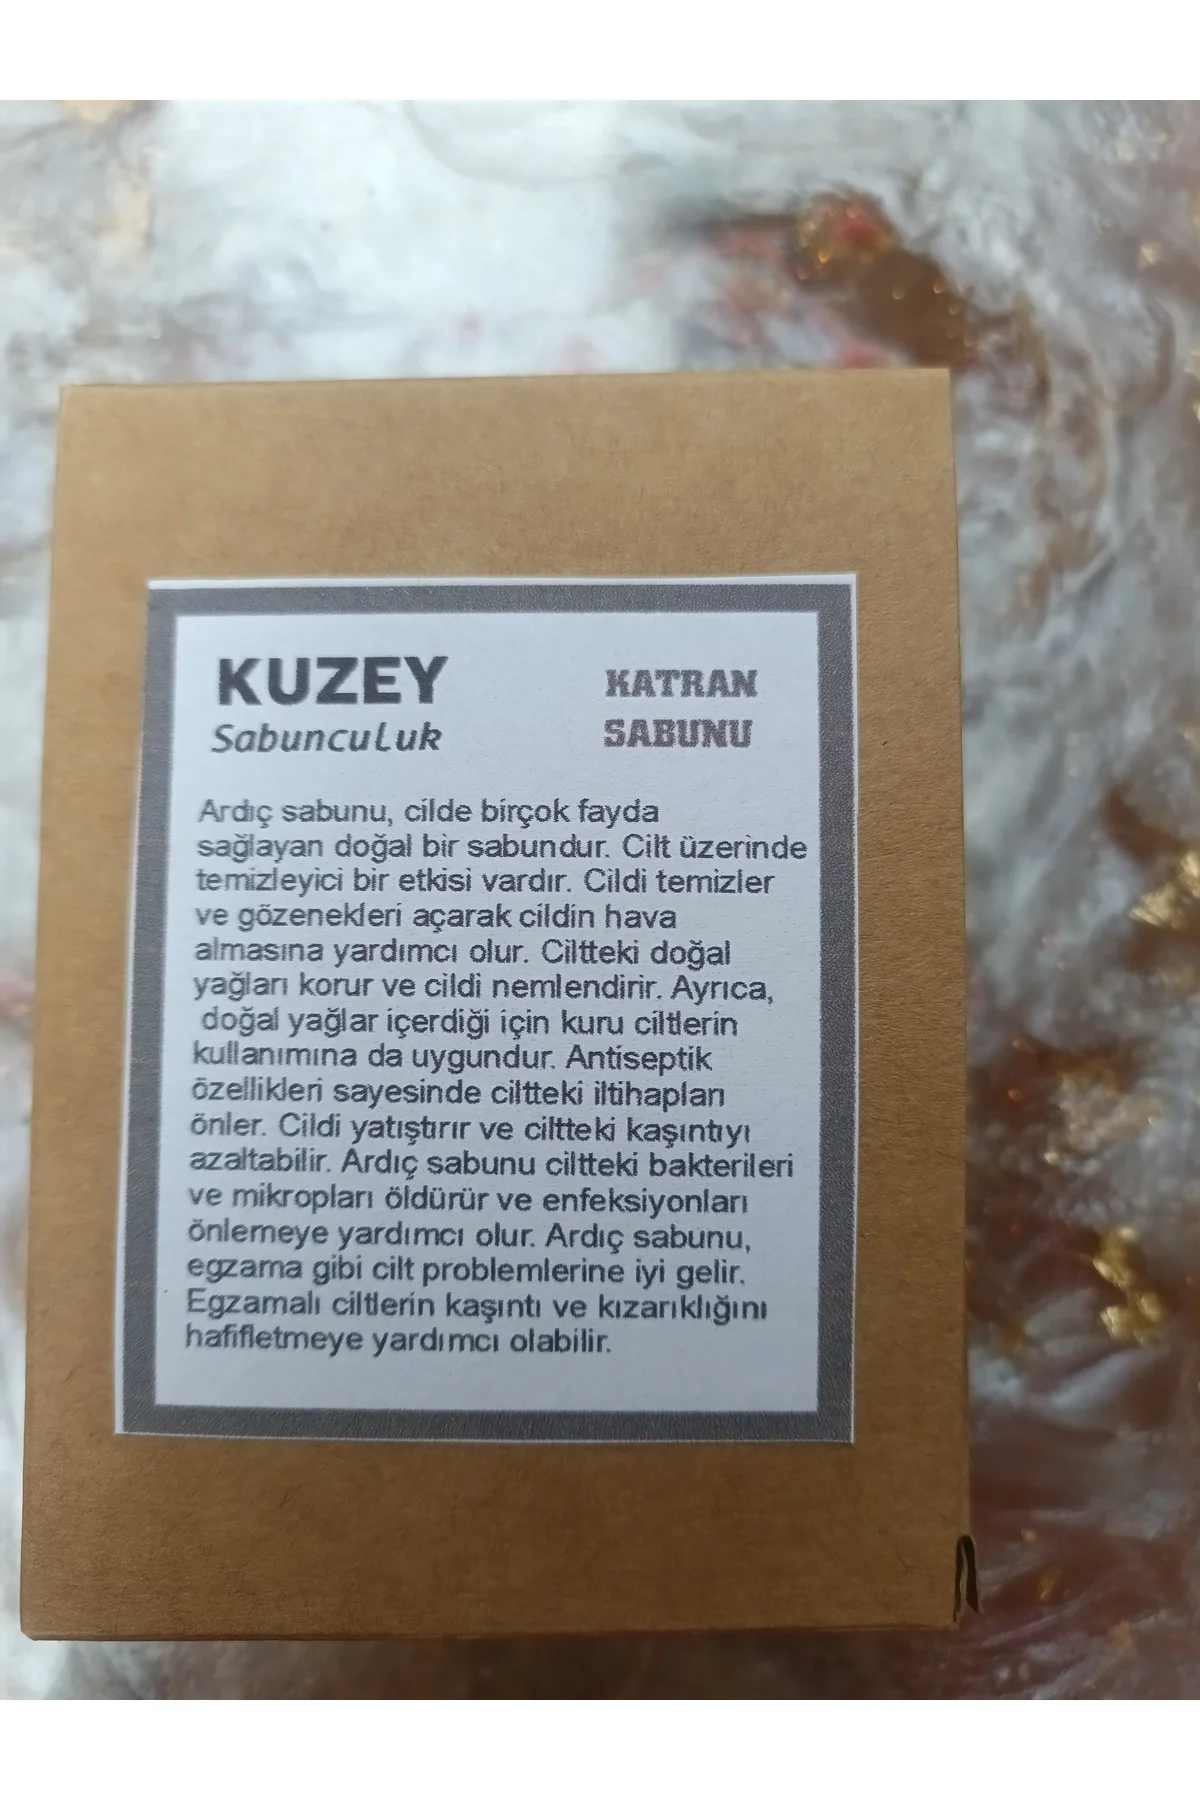 KUZEY
Sabunculuk
KATRAN
SABUNU
Ardıç sabunu, cilde birçok fayda
sağlayan doğal bir sabundur. Cilt üzerinde
temizleyici bir etkisi vardır. Cildi temizler
ve gözenekleri açarak cildin hava
almasına yardımcı olur. Ciltteki doğal
yağları korur ve cildi nemlendirir. Ayrıca,
doğal yağlar içerdiği için kuru ciltlerin
kullanımına da uygundur. Antiseptik
özellikleri sayesinde ciltteki iltihapları
önler. Cildi yatıştırır ve ciltteki kaşıntıyı
azaltabilir. Ardıç sabunu ciltteki bakterileri
ve mikropları öldürür ve enfeksiyonları
önlemeye yardımcı olur. Ardıç sabunu,
egzama gibi cilt problemlerine iyi gelir.
Egzamalı ciltlerin kaşıntı ve kızarıklığını
hafifletmeye yardımcı olabilir.